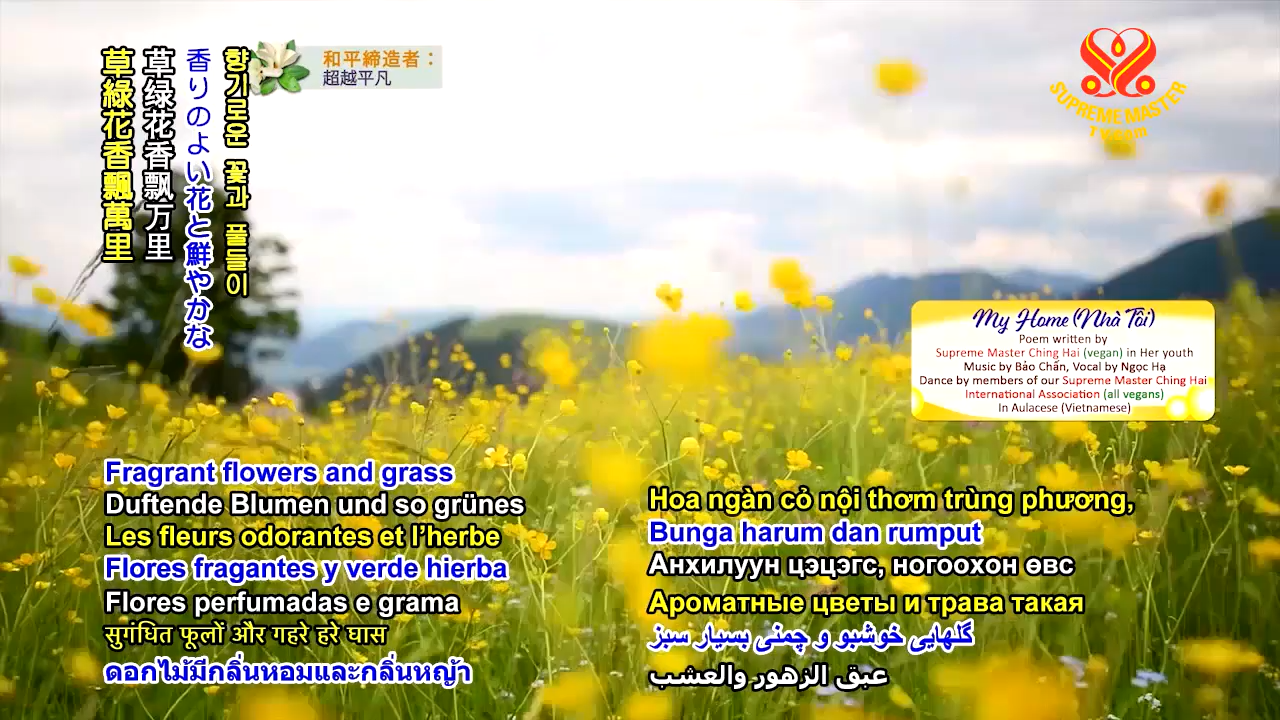 草綠花香飄萬里
草绿花香飘万里
香りのよい花と鮮やかな
향기로운 꽃과 풀들이
和平締造者：
超越平凡
SUPREME MASTER
TV.com
My Home (Nhà Tôi)
Poem written by
Supreme Master Ching Hai (vegan) in Her youth
Music by Bảo Chấn, Vocal by Ngọc Hạ
Dance by members of our Supreme Master Ching Hai
International Association (all vegans)
In Aulacese (Vietnamese)
Fragrant flowers and grass
Duftende Blumen und so grünes
Les fleurs odorantes et l’herbe
Flores fragantes y verde hierba
Flores perfumadas e grama
सुगंधित फूलों और गहरे हरे घास
ดอกไม้มีกลิ่นหอมและกลิ่นหญ้า
Hoa ngàn cỏ nội thơm trùng phương,
Bunga harum dan rumput
Анхилуун цэцэгс, ногоохон өвс
Ароматные цветы и трава такая
گلهایی خوشبو و چمنی بسیار سبز
عبق الزهور والعشب